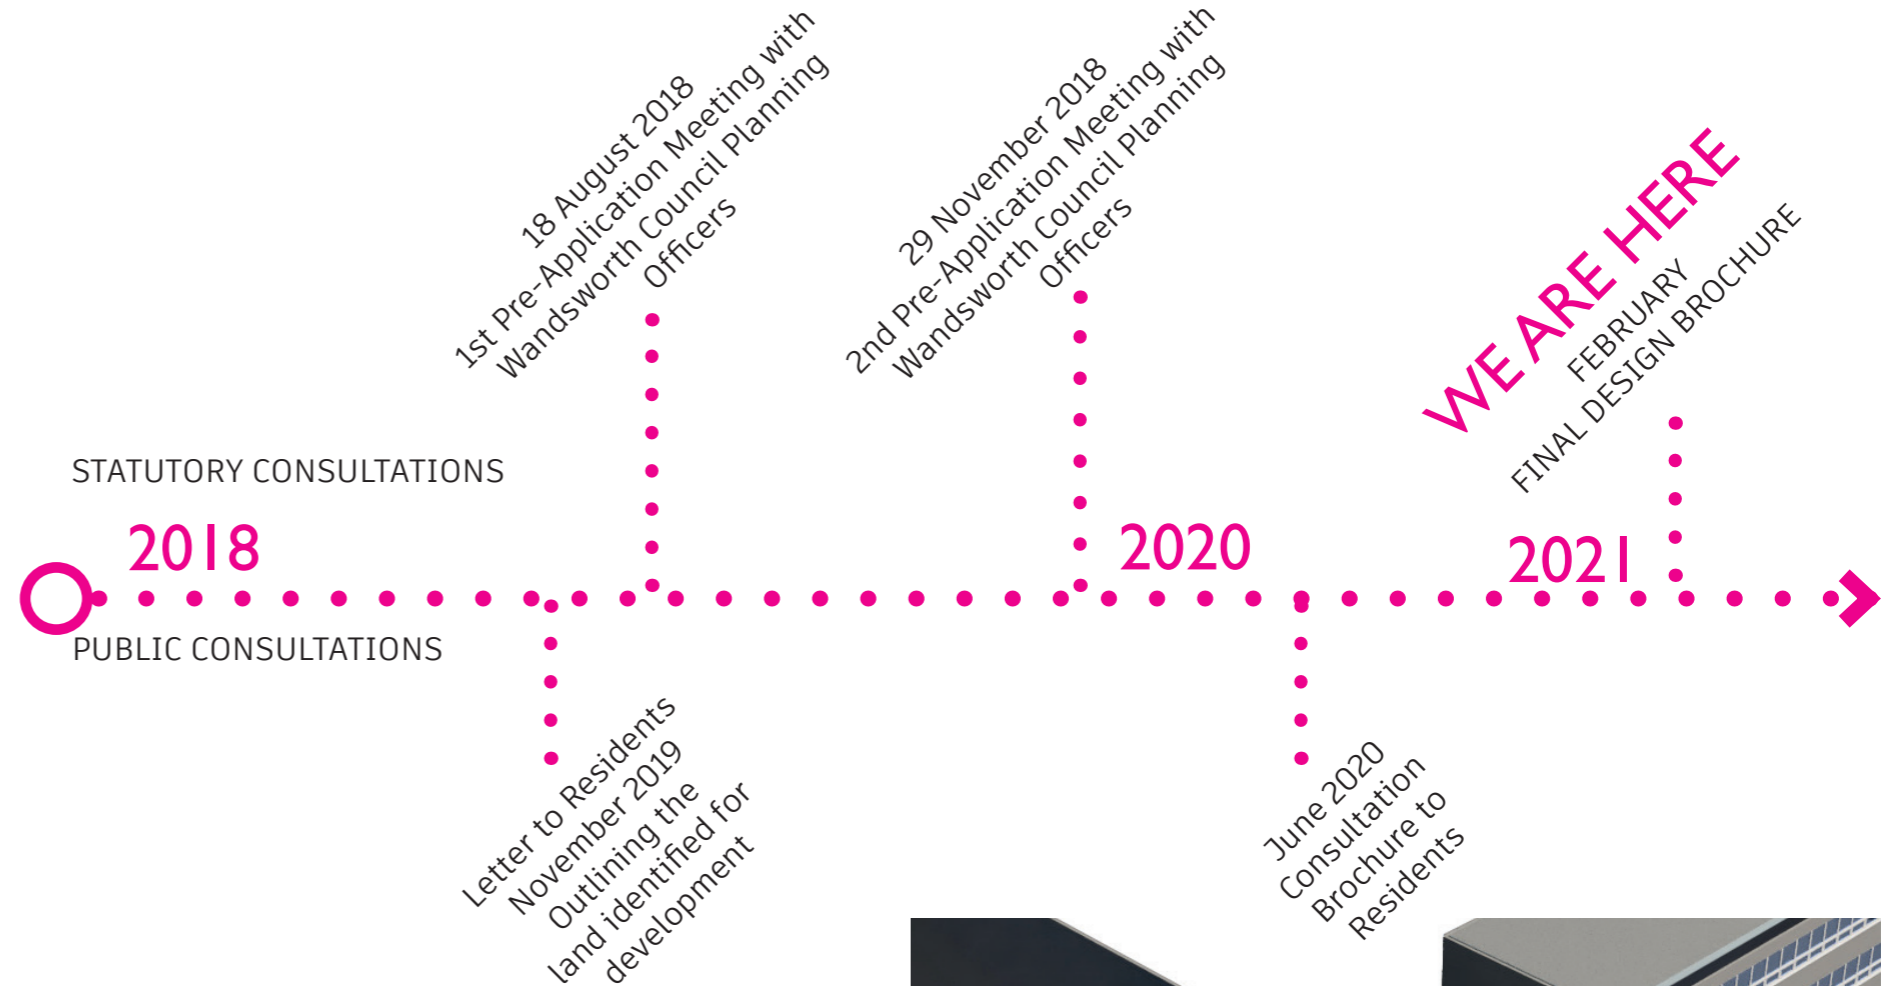 18 August 2018
1st Pre-Application Meeting with
Wandsworth Council Planning
Officers
29 November 2018
2nd Pre-Application Meeting with
Wandsworth Council Planning
Officers
WE ARE HERE
FEBRUARY
FINAL DESIGN BROCHURE
STATUTORY CONSULTATIONS
2018
2020
2021
PUBLIC CONSULTATIONS
Letter to Residents
November 2019
Outlining the
land identified for
development
June 2020
Consultation
Brochure to
Residents